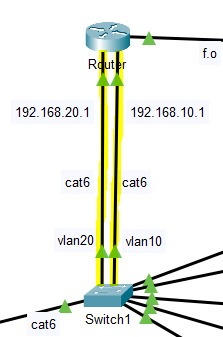 Router
f.o
192.168.20.1
192.168.10.1
cat6
cat6
vlan20
vlan10
Switch1
cat6